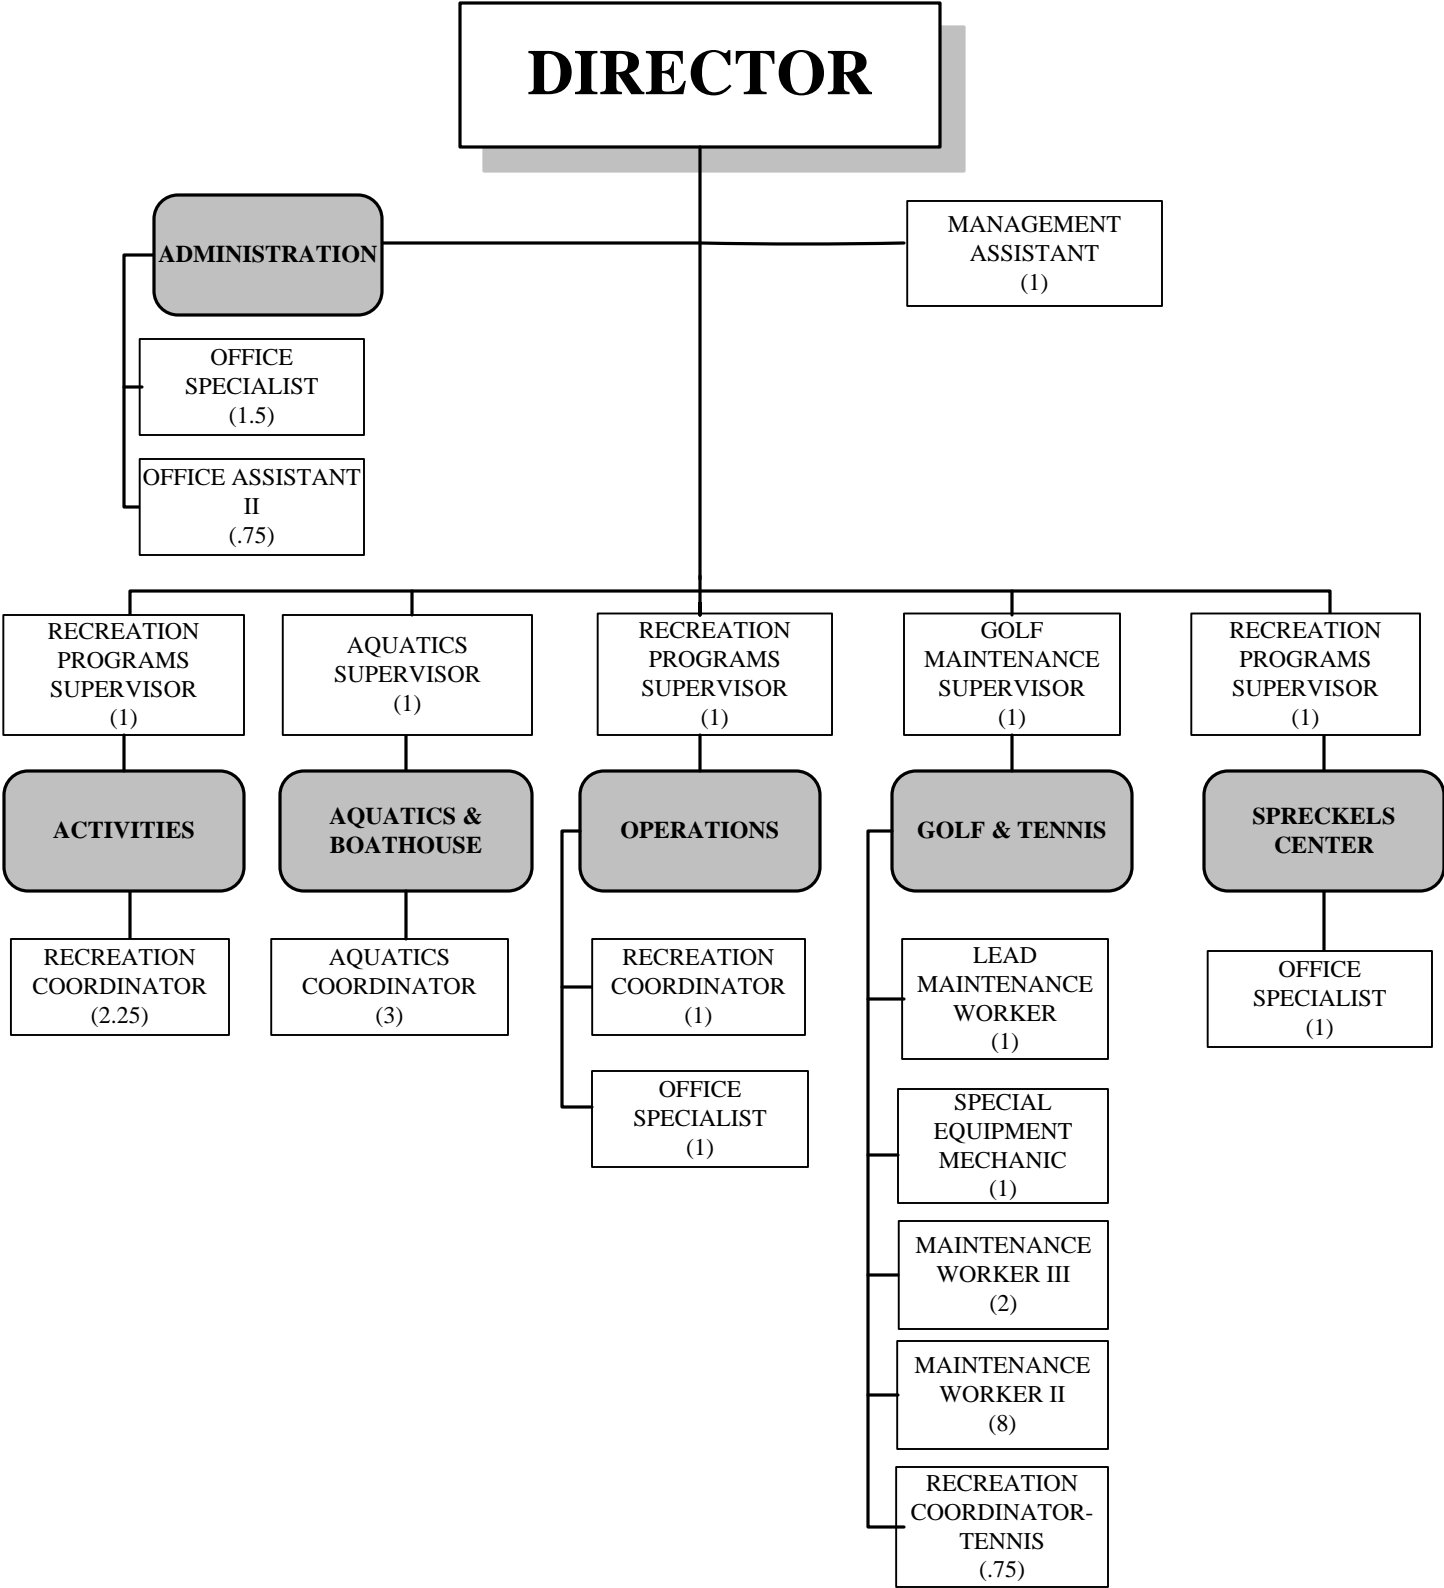 DIRECTOR
ADMINISTRATION
MANAGEMENT
ASSISTANT
(1)
OFFICE
SPECIALIST
(1.5)
OFFICE ASSISTANT
II
(.75)
RECREATION
PROGRAMS
SUPERVISOR
(1)
AQUATICS
SUPERVISOR
(1)
RECREATION
PROGRAMS
SUPERVISOR
(1)
GOLF
MAINTENANCE
SUPERVISOR
(1)
RECREATION
PROGRAMS
SUPERVISOR
(1)
ACTIVITIES
AQUATICS &
BOATHOUSE
OPERATIONS
GOLF & TENNIS
SPRECKELS
CENTER
RECREATION
COORDINATOR
(2.25)
AQUATICS
COORDINATOR
(3)
RECREATION
COORDINATOR
(1)
OFFICE
SPECIALIST
(1)
LEAD
MAINTENANCE
WORKER
(1)
SPECIAL
EQUIPMENT
MECHANIC
(1)
MAINTENANCE
WORKER III
(2)
MAINTENANCE
WORKER II
(8)
RECREATION
COORDINATOR-
TENNIS
(.75)
OFFICE
SPECIALIST
(1)